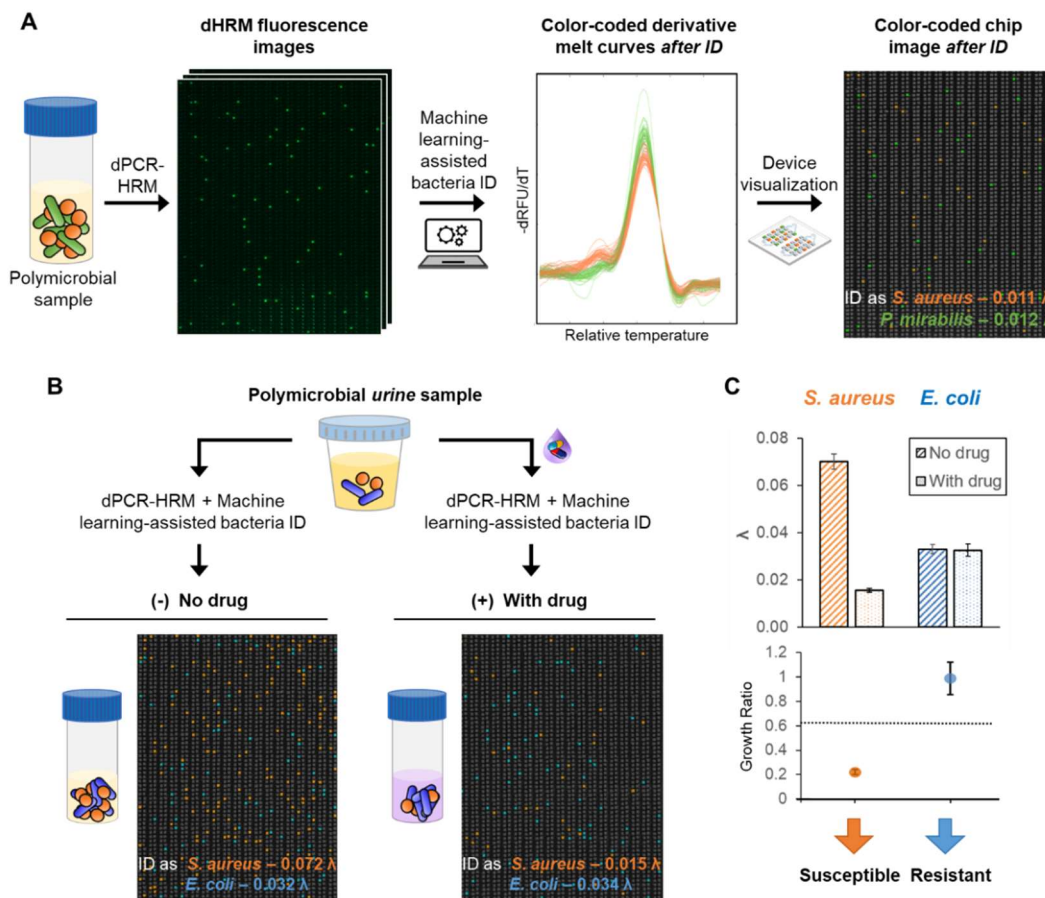 A
dHRM fluorescence
images
Color-coded derivative
melt curves after ID
Color-coded chip
image after ID
dPCR-
HRM
Machine
learning-
assisted
bacteria ID
-dRFU/dT
Relative temperature
Device
visualization
Polymicrobial
sample
ID as S. aureus – 0.011 λ
P. mirabilis – 0.012 λ
B
Polymicrobial urine sample
dPCR-HRM + Machine
learning-assisted bacteria ID
dPCR-HRM + Machine
learning-assisted bacteria ID
(-) No drug
(+) With drug
ID as S. aureus – 0.072 λ
E. coli – 0.032 λ
ID as S. aureus – 0.015 λ
E. coli – 0.034 λ
C
S. aureus E. coli
No drug
With drug
0.08
0.06
0.04
0.02
0.00
λ
1.2
1
0.8
0.6
0.4
0.2
0
Growth Ratio
Susceptible Resistant